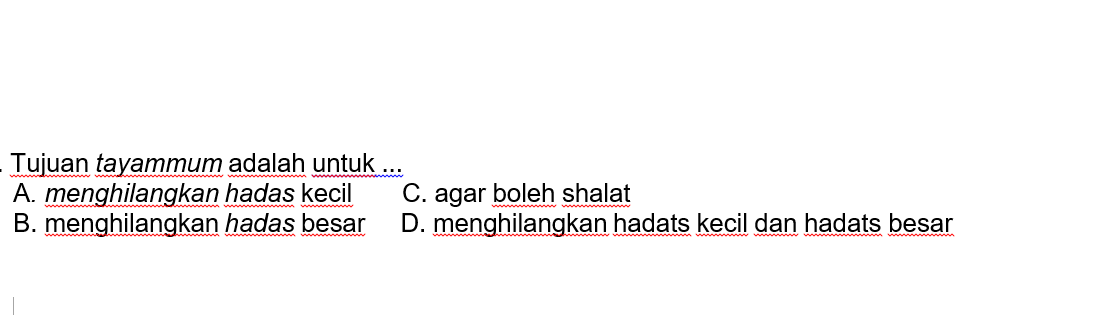 . Tujuan tayammum adalah untuk ...
A. menghilangkan hadas kecil C. agar boleh shalat
B. menghilangkan hadas besar D. menghilangkan hadats kecil dan hadats besar